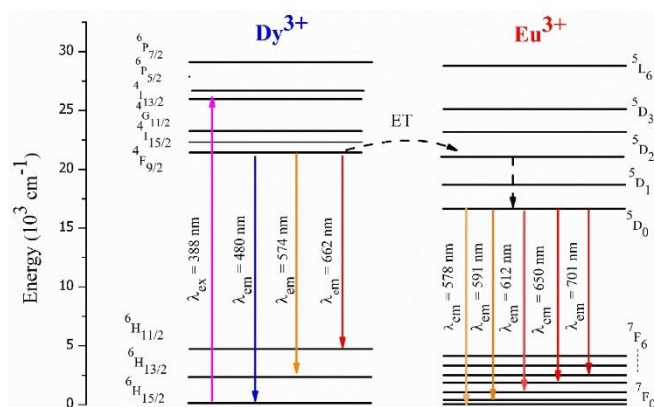 Dy³⁺
Eu³⁺
Energy (10³ cm⁻¹)
30
25
20
15
10
5
0
⁶P₇/₂
⁶P₅/₂
⁴I₁₃/₂
⁴G₁₁/₂
⁴I₁₅/₂
⁴F₉/₂
⁶H₁₁/₂
⁶H₁₃/₂
⁶H₁₅/₂
λex = 388 nm
λem = 480 nm
λem = 574 nm
λem = 662 nm
ET
λem = 578 nm
λem = 591 nm
λem = 612 nm
λem = 650 nm
λem = 701 nm
⁵L₆
⁵D₃
⁵D₂
⁵D₁
⁵D₀
⁷F₆
⁷F₀